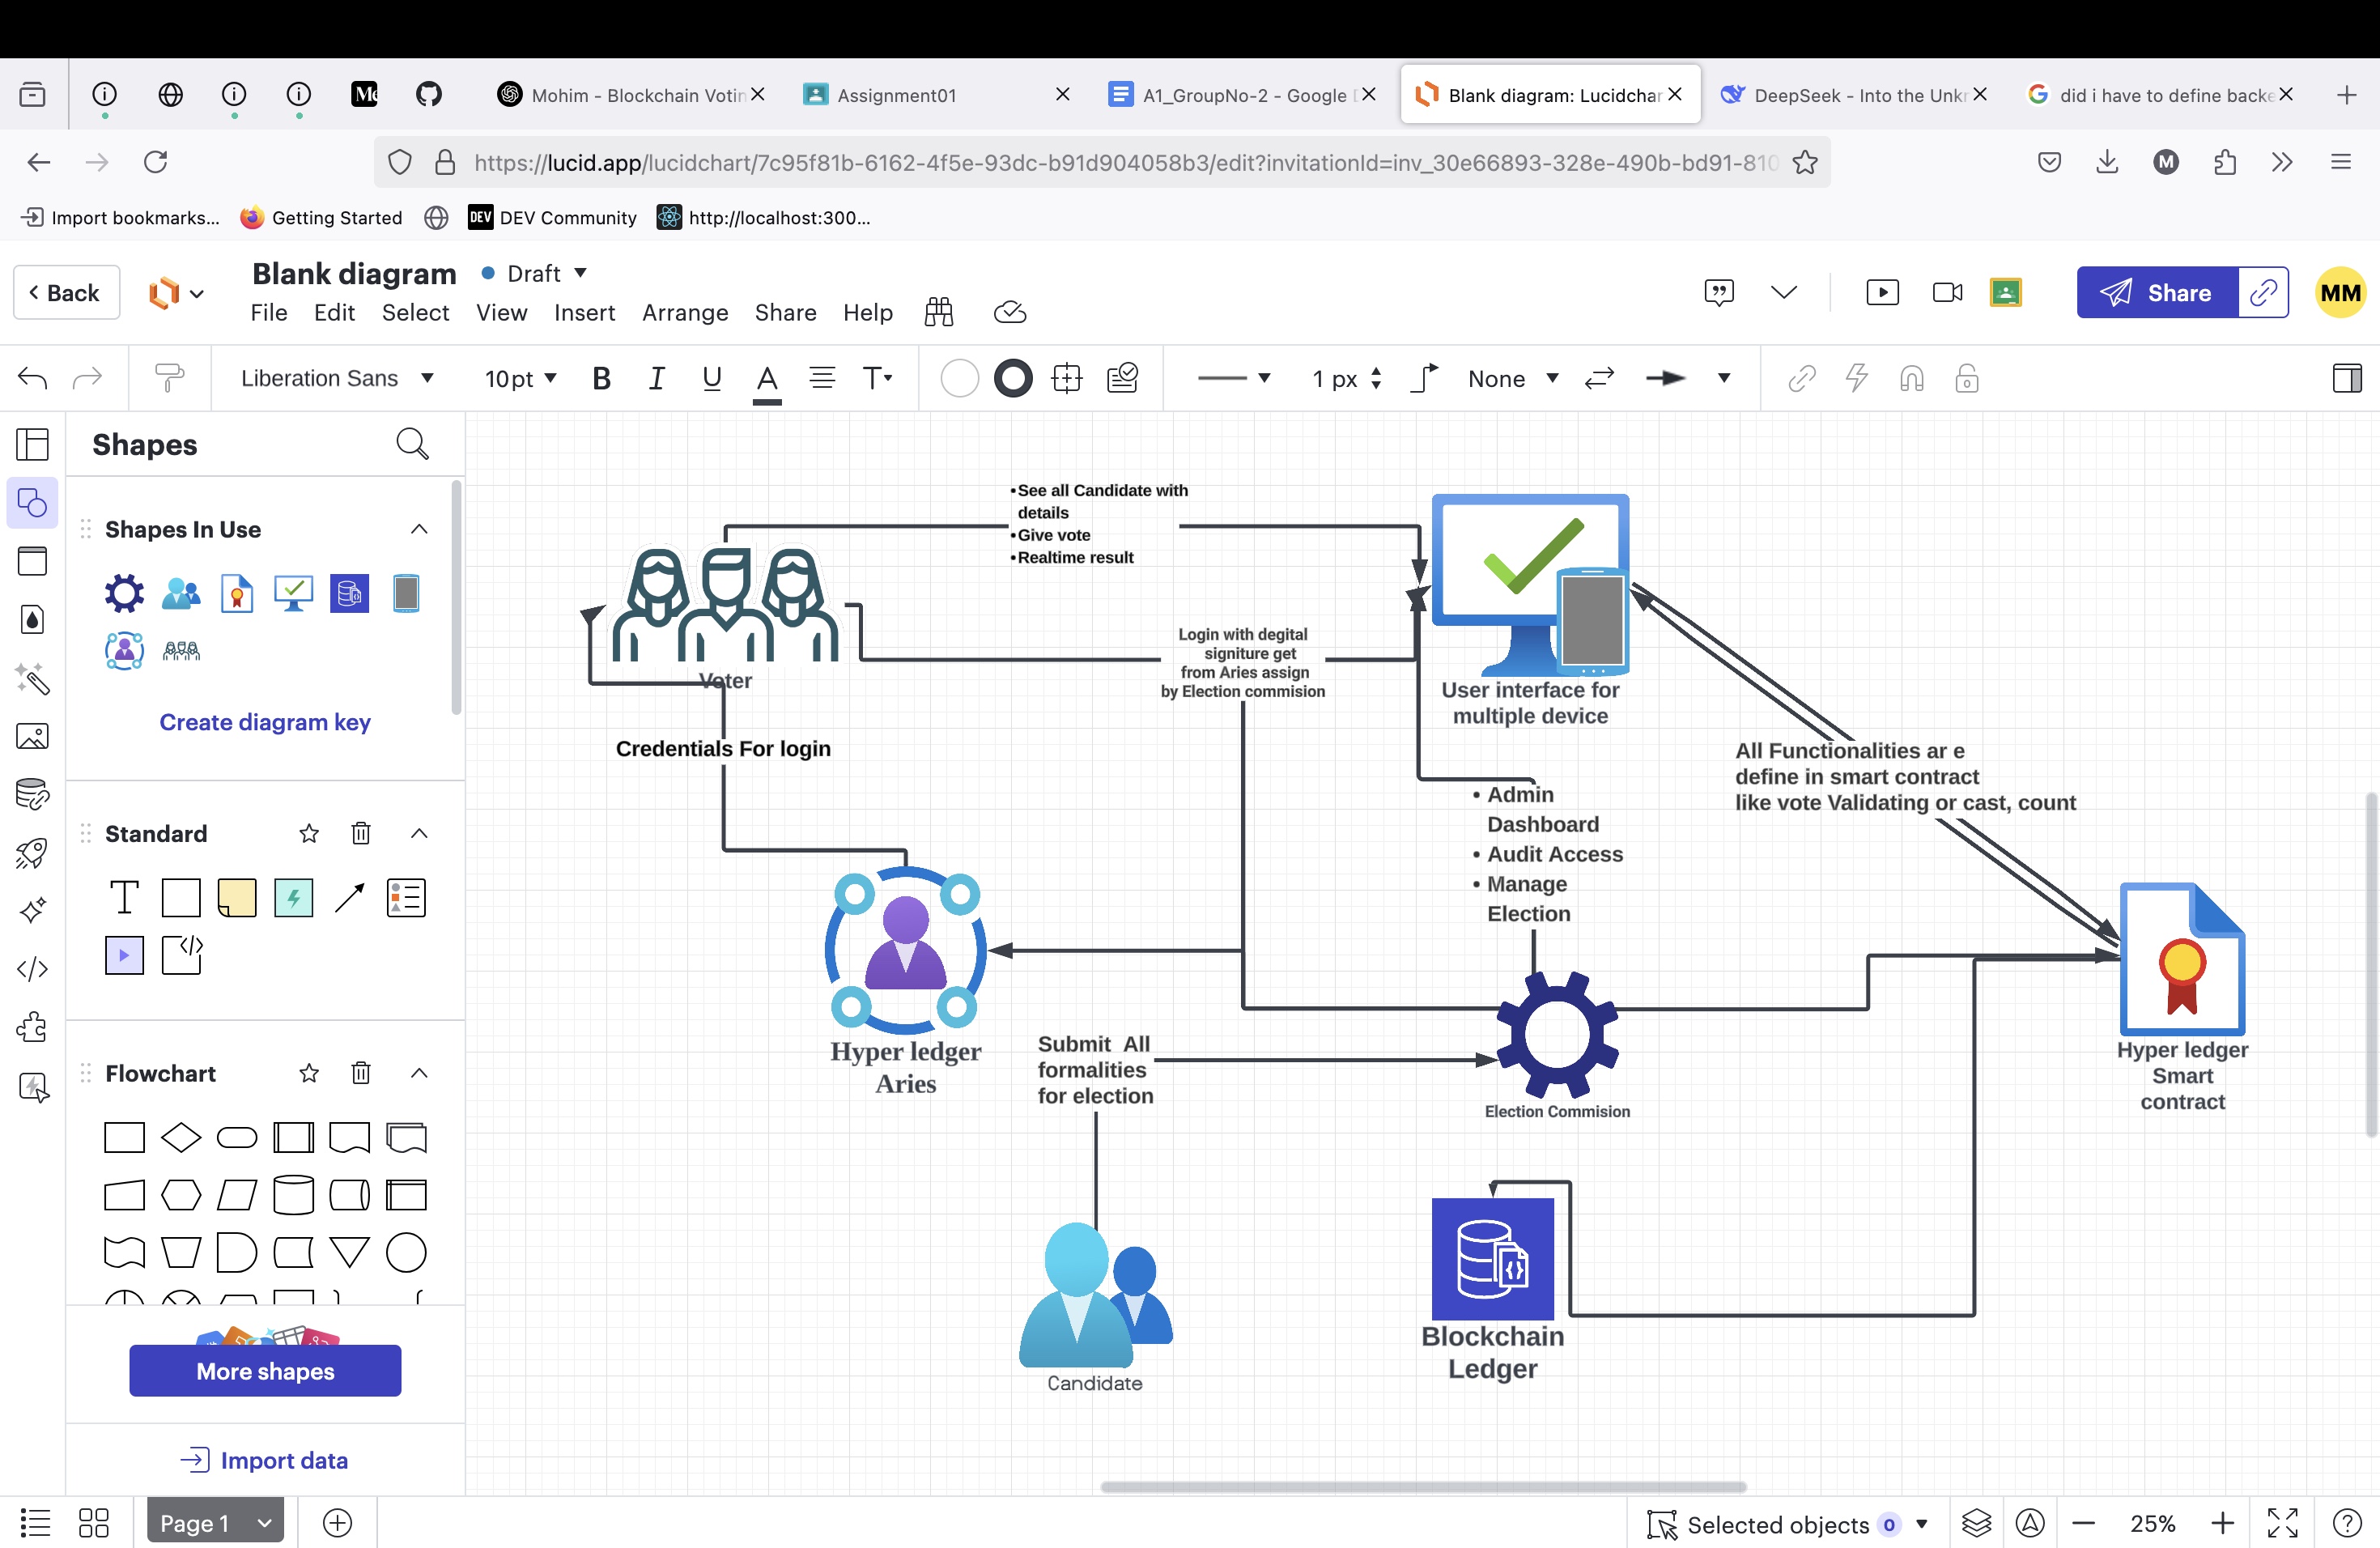 Mohim - Blockchain Votin
Assignment01
A1_GroupNo-2 - Google D
Blank diagram: Lucidchar
DeepSeek - Into the Unkn
did i have to define backe
https://lucid.app/lucidchart/7c95f81b-6162-4f5e-93dc-b91d904058b3/edit?invitationId=inv_30e66893-328e-490b-bd91-810
M
Import bookmarks...
Getting Started
DEV
DEV Community
http://localhost:300...
Back
Blank diagram
Draft
File
Edit
Select
View
Insert
Arrange
Share
Help
Share
MM
Liberation Sans
10pt
B
I
U
A
T
1 px
None
Shapes
Shapes In Use
Create diagram key
Standard
T
Flowchart
More shapes
Import data
•See all Candidate with
details
•Give vote
•Realtime result
Voter
Login with degital
signiture get
from Aries assign
by Election commision
User interface for
multiple device
Credentials For login
All Functionalities ar e
define in smart contract
like vote Validating or cast, count
• Admin
Dashboard
• Audit Access
• Manage
Election
Hyper ledger
Aries
Submit All
formalities
for election
Election Commision
Hyper ledger
Smart
contract
Candidate
Blockchain
Ledger
Page 1
Selected objects 0
25%